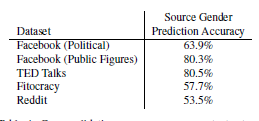 Source Gender
Dataset Prediction Accuracy
Facebook (Political) 63.9%
Facebook (Public Figures) 80.3%
TED Talks 80.5%
Fitocracy 57.7%
Reddit 53.5%